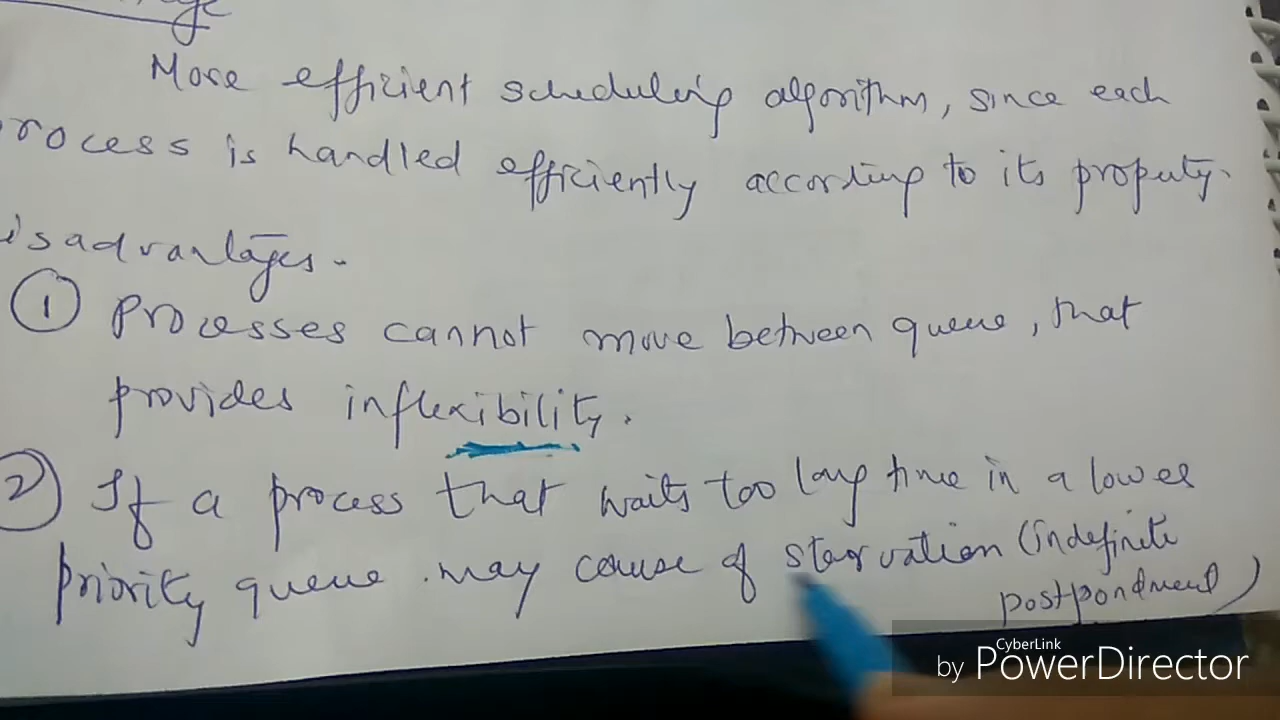 More efficient scheduling algorithm, since each
rocess is handled efficiently according to its property.
isadvantages.
1 Processes cannot move between queue, that
provides inflexibility.
2 If a process that waits too long time in a lower
priority queue may cause of starvation (indefinite
postpondment)
CyberLink
by PowerDirector